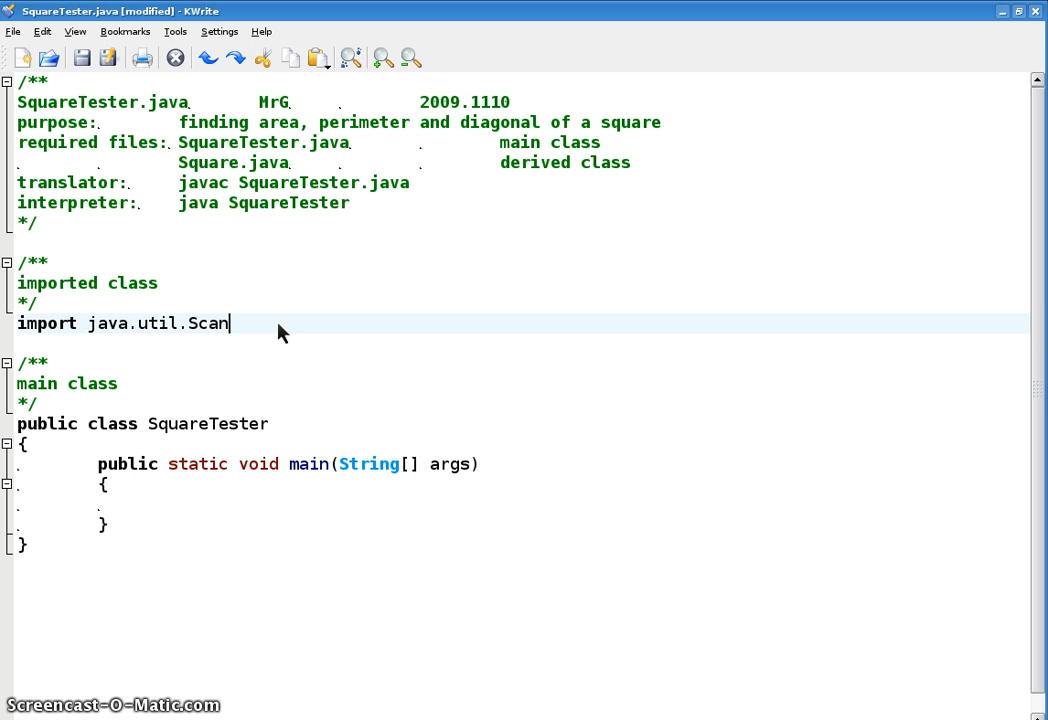 SquareTester.java [modified] - KWrite
File Edit View Bookmarks Tools Settings Help
/**
SquareTester.java MrG 2009.1110
purpose: finding area, perimeter and diagonal of a square
required files: SquareTester.java main class
Square.java derived class
translator: javac SquareTester.java
interpreter: java SquareTester
*/
/**
imported class
*/
import java.util.Scan
/**
main class
*/
public class SquareTester
{
public static void main(String[] args)
{
}
}
Screencast-O-Matic.com